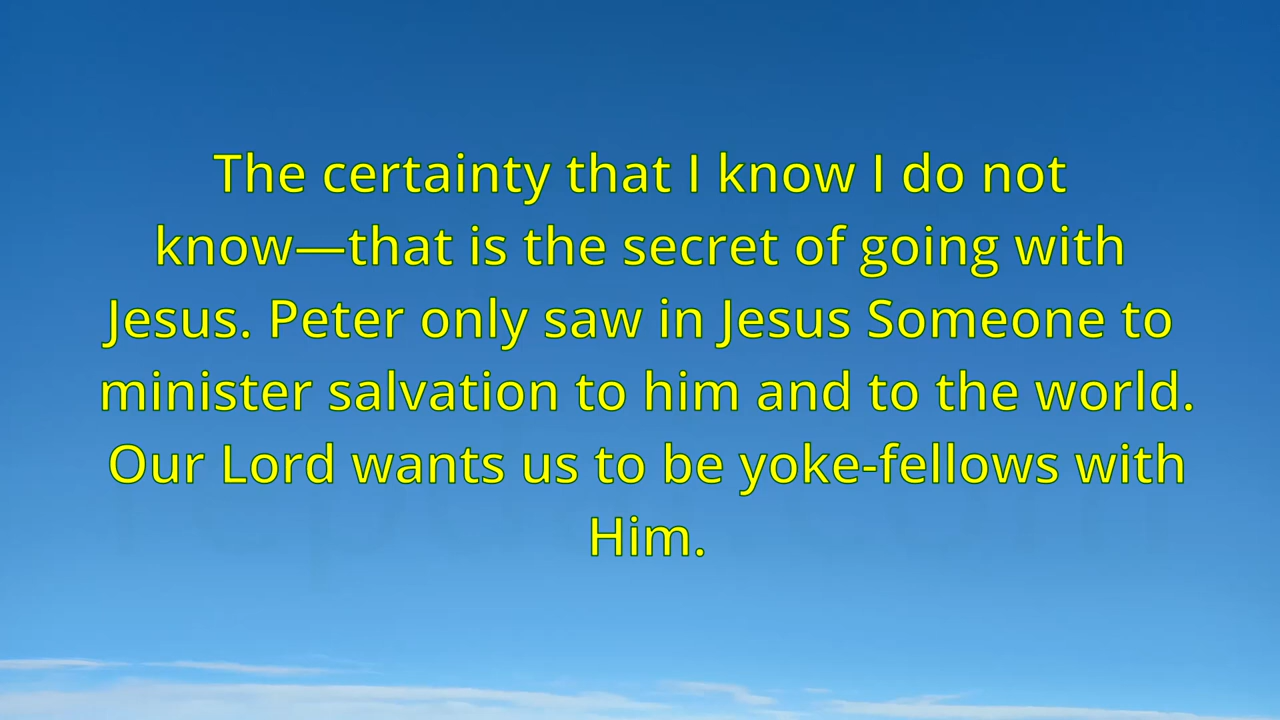 The certainty that I know I do not
know—that is the secret of going with
Jesus. Peter only saw in Jesus Someone to
minister salvation to him and to the world.
Our Lord wants us to be yoke-fellows with
Him.